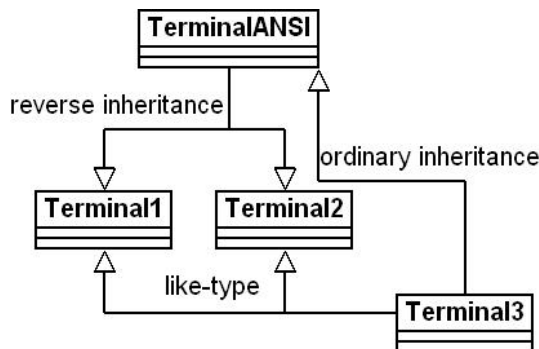 TerminalANSI
reverse inheritance
ordinary inheritance
Terminal1
Terminal2
like-type
Terminal3